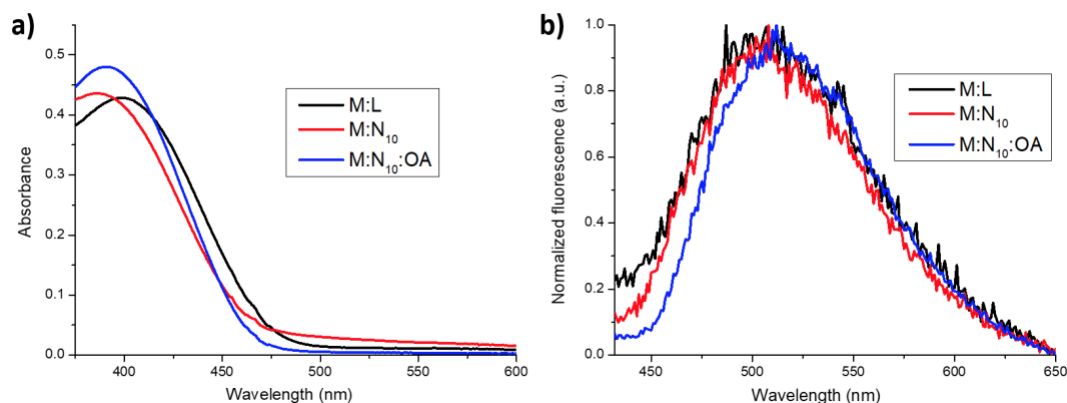 a)
Absorbance
0.5
0.4
0.3
0.2
0.1
0.0
400
450
500
550
600
Wavelength (nm)
M:L
M:N₁₀
M:N₁₀:OA
b)
Normalized fluorescence (a.u.)
1.0
0.8
0.6
0.4
0.2
0.0
450
500
550
600
650
Wavelength (nm)
M:L
M:N₁₀
M:N₁₀:OA